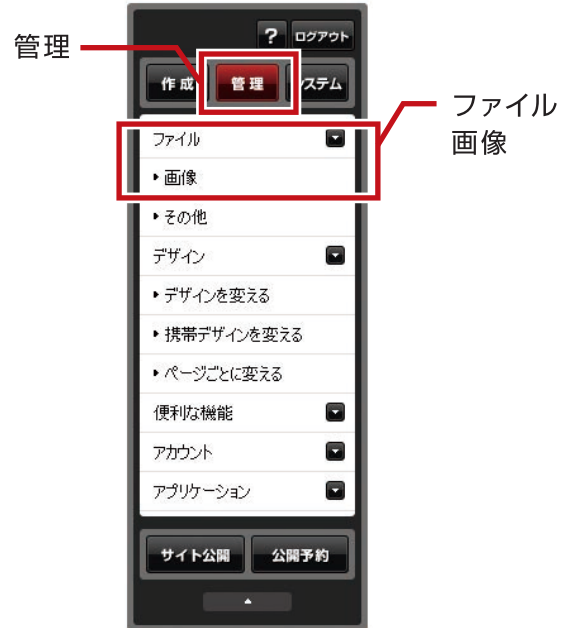 ? ログアウト
管理
作成 管理 システム
ファイル
画像
ファイル
画像
その他
デザイン
デザインを変える
携帯デザインを変える
ページごとに変える
便利な機能
アカウント
アプリケーション
サイト公開 公開予約